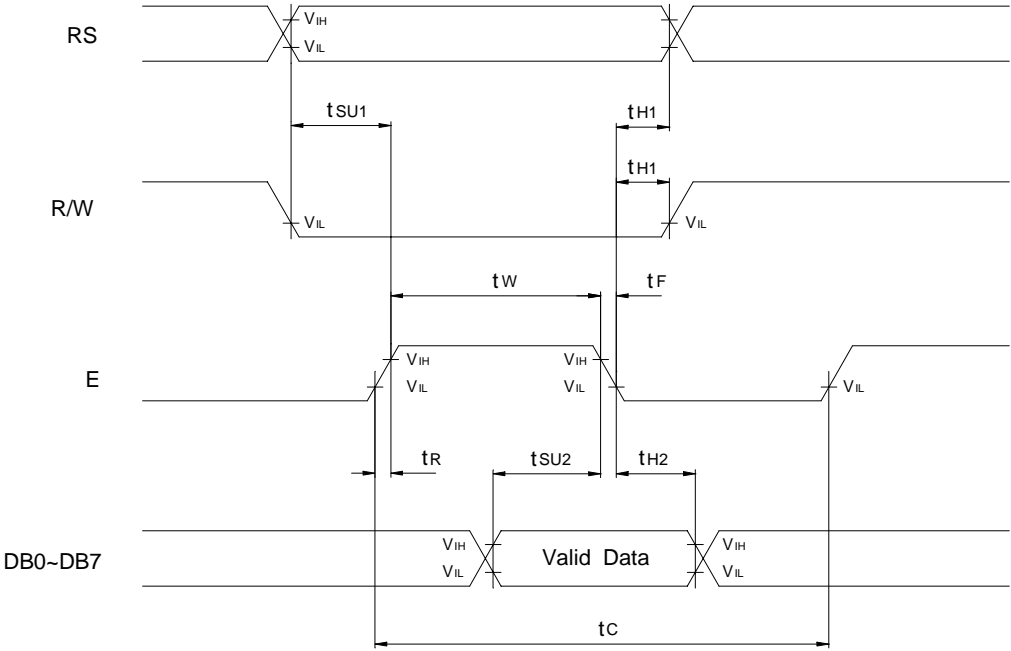 RS VIH
VIL
tSU1 tH1
tH1
R/W VIL VIL
tW tF
VIH VIH
E VIL VIL VIL
tR tSU2 tH2
VIH VIH
DB0~DB7 Valid Data
VIL VIL
tC